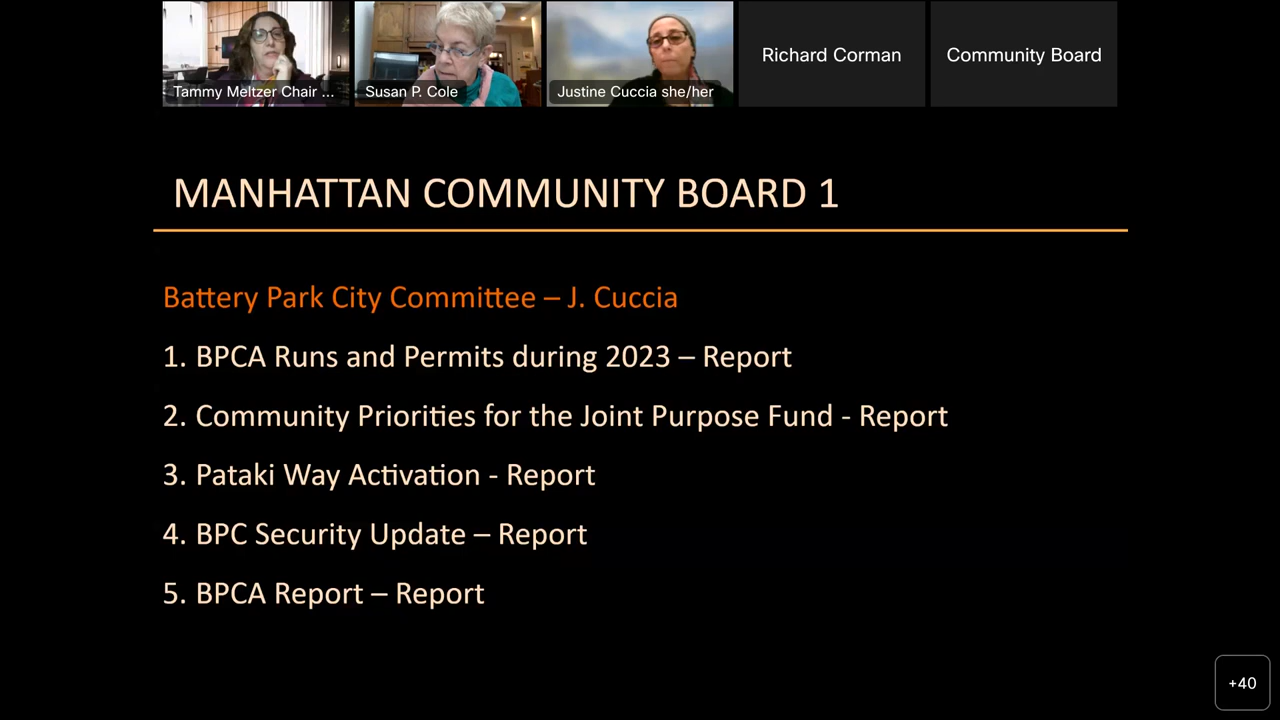 Tammy Meltzer Chair ...
Susan P. Cole
Justine Cuccia she/her
Richard Corman
Community Board
MANHATTAN COMMUNITY BOARD 1
Battery Park City Committee – J. Cuccia
1. BPCA Runs and Permits during 2023 – Report
2. Community Priorities for the Joint Purpose Fund - Report
3. Pataki Way Activation - Report
4. BPC Security Update – Report
5. BPCA Report – Report
+40